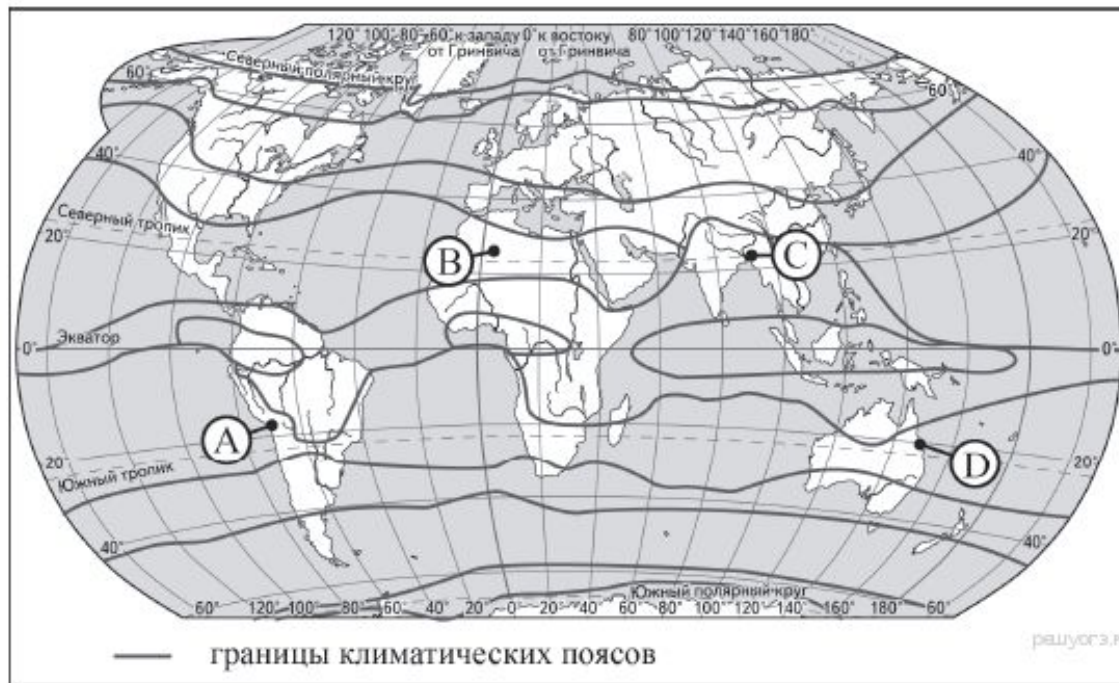 120° 100° 80° 60° к западу 0° к востоку 80° 100° 120° 140° 160° 180°
от Гринвича от Гринвича
Северный полярный круг
60° 60°
40° 40°
Северный тропик
20° 20°
B C
Экватор
0° 0°
A D
20° 20°
Южный тропик
40° 40°
Южный полярный круг
60° 120° 100° 80° 60° 40° 20° 0° 20° 40° 60° 80° 100° 120° 140° 160° 180° 60°
границы климатических поясов